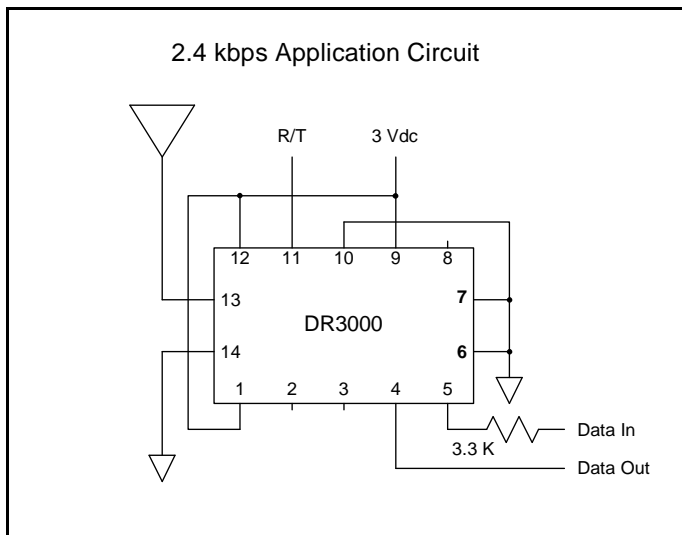 2.4 kbps Application Circuit
R/T 3 Vdc
12 11 10 9 8
13 7
DR3000
14 6
1 2 3 4 5
3.3 K Data In
Data Out